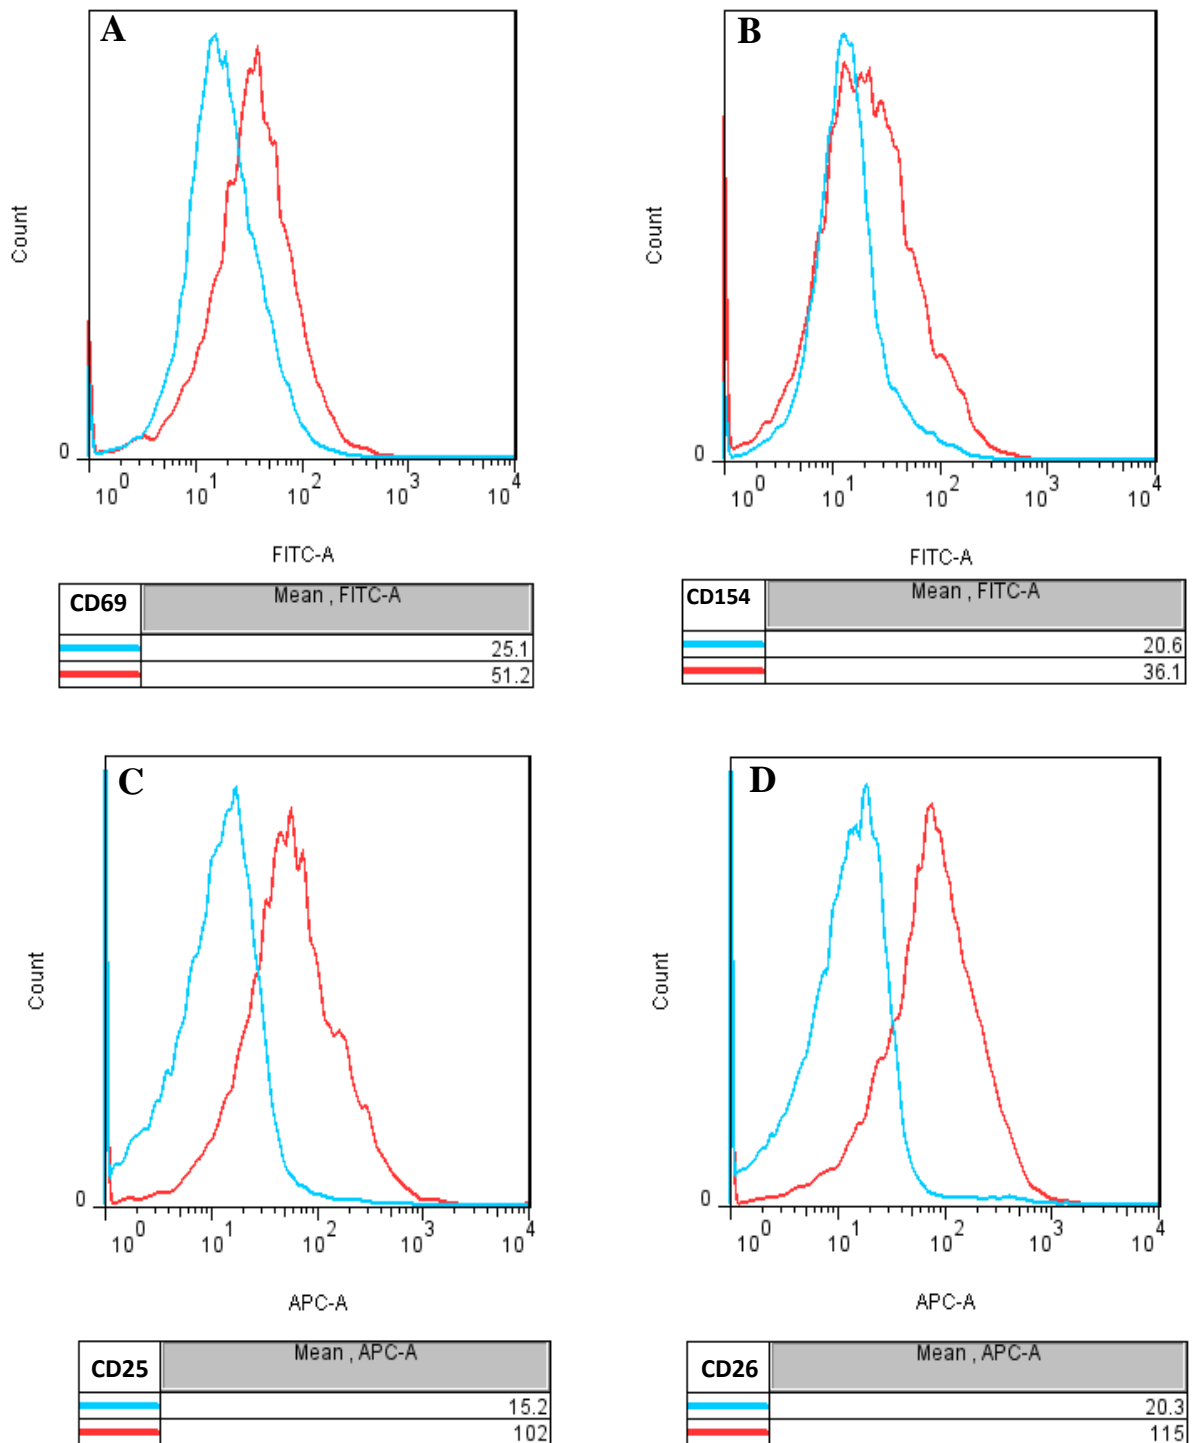 A
B
Count
Count
0
0
10^0 10^1 10^2 10^3 10^4
10^0 10^1 10^2 10^3 10^4
FITC-A
FITC-A
CD69 Mean , FITC-A
25.1
51.2
CD154 Mean , FITC-A
20.6
36.1
C
D
Count
Count
0
0
10^0 10^1 10^2 10^3 10^4
10^0 10^1 10^2 10^3 10^4
APC-A
APC-A
CD25 Mean , APC-A
15.2
102
CD26 Mean , APC-A
20.3
115